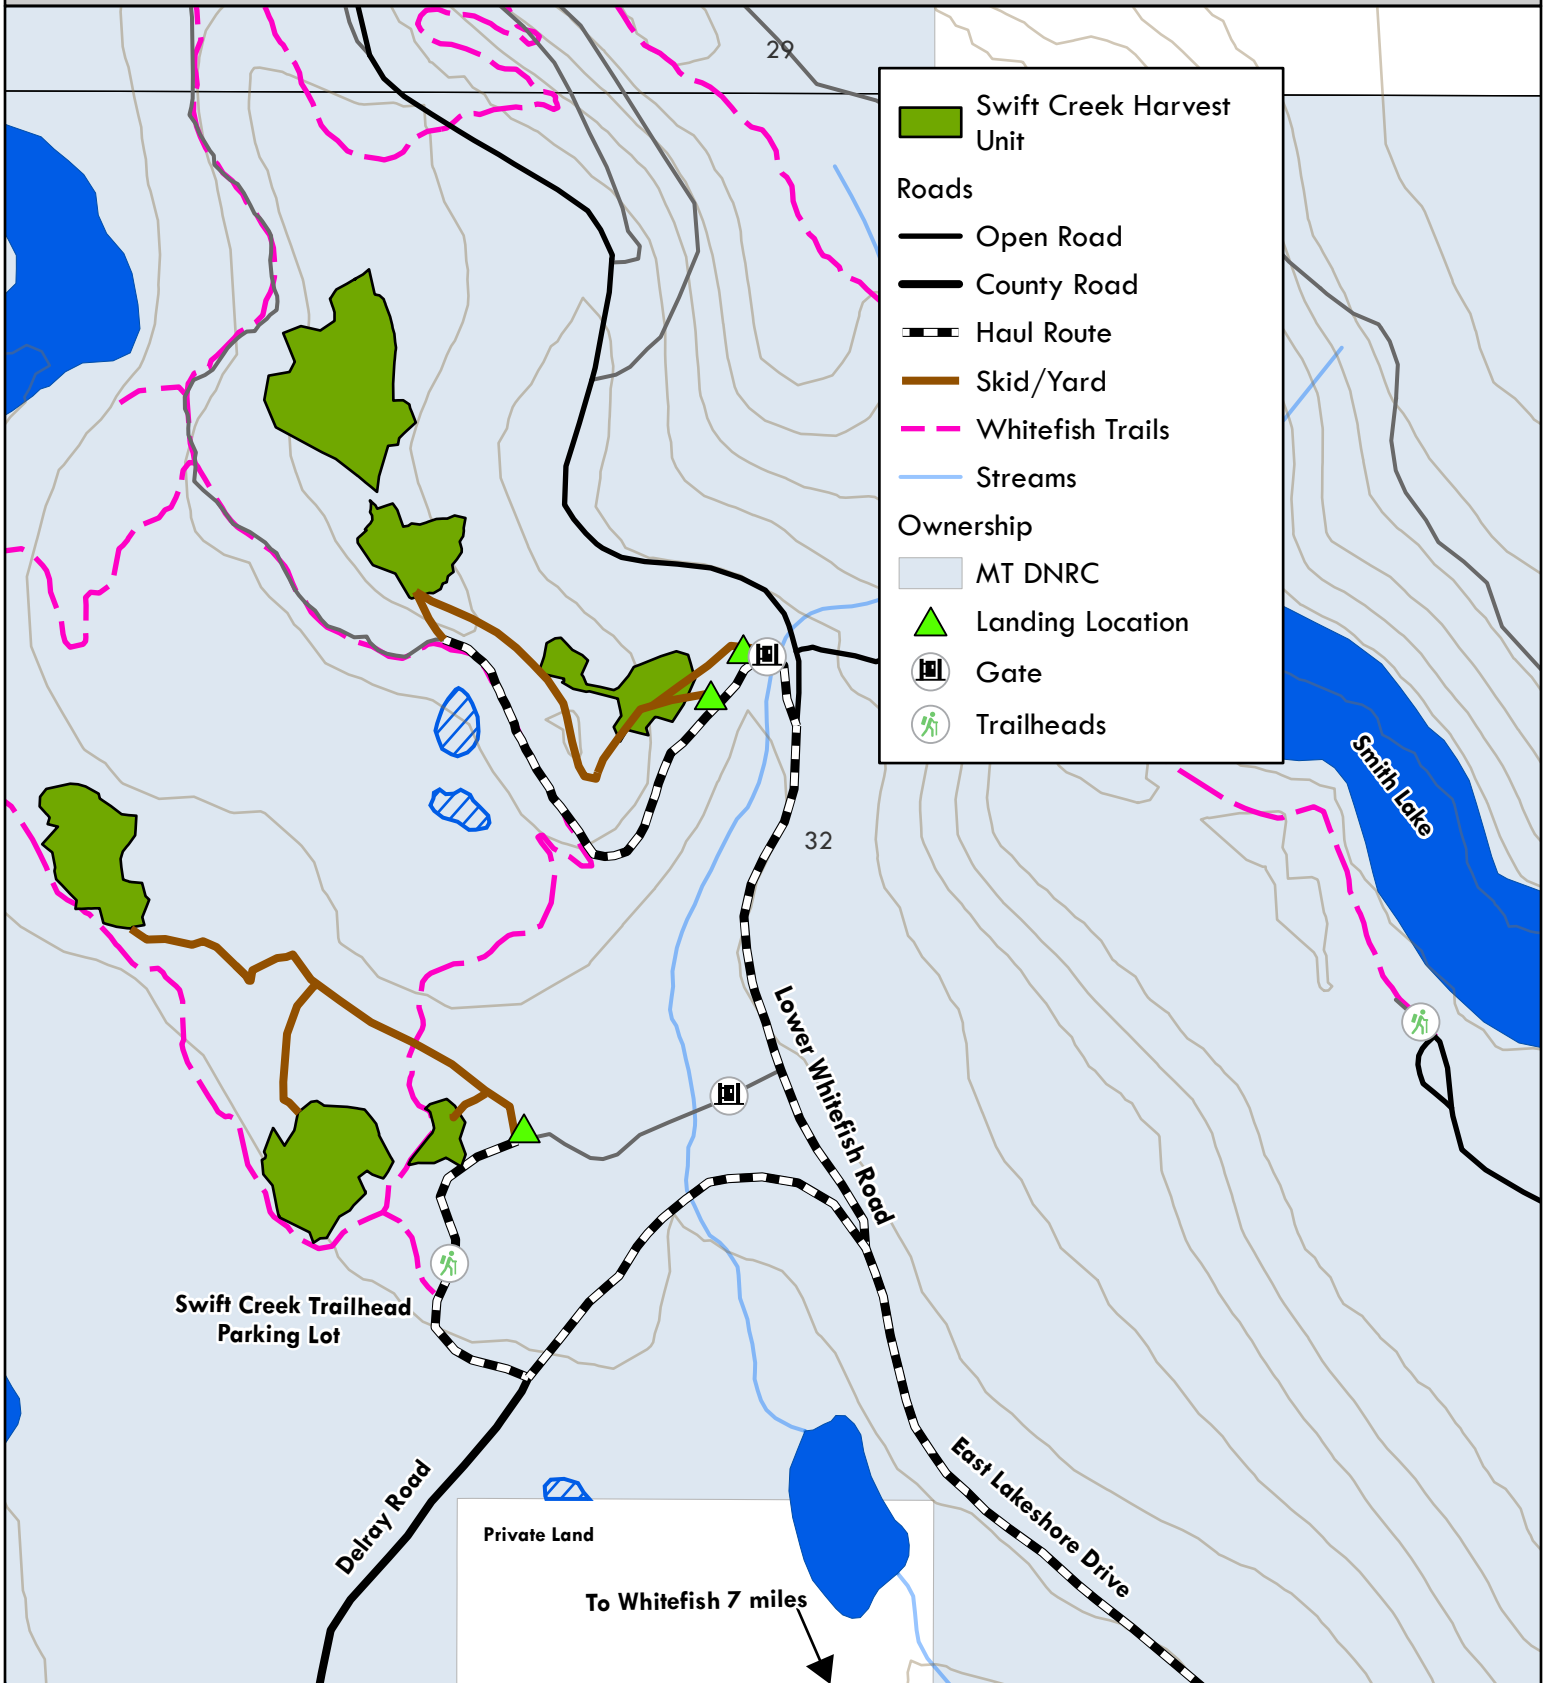 29
Swift Creek Harvest
Unit
Roads
Open Road
County Road
Haul Route
Skid/Yard
Whitefish Trails
Streams
Ownership
MT DNRC
Landing Location
Gate
Trailheads
Smith Lake
32
Lower Whitefish Road
Swift Creek Trailhead
Parking Lot
Delray Road
East Lakeshore Drive
Private Land
To Whitefish 7 miles